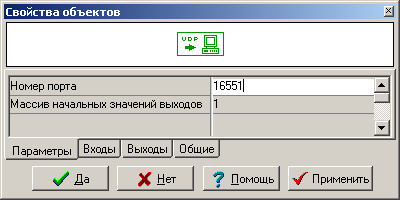 Свойства объектов
UDP
Номер порта 16551
Массив начальных значений выходов 1
Параметры Входы Выходы Общие
Да Нет Помощь Применить